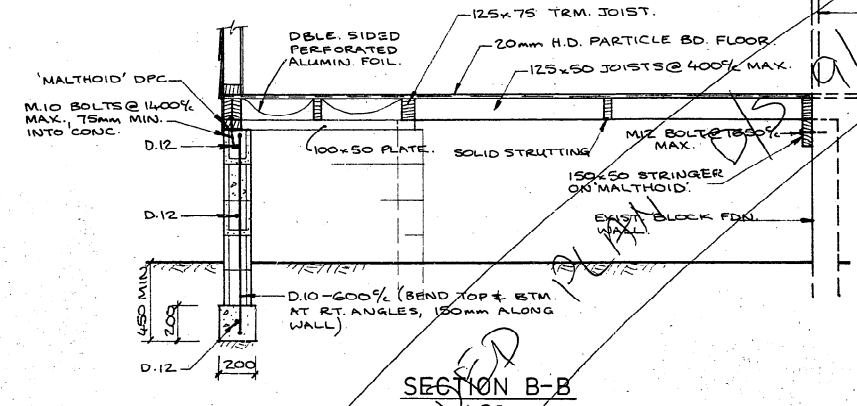 125x75 TRM. JOIST.
DBLE. SIDED
PERFORATED
ALUMIN. FOIL.
20mm H.D. PARTICLE BD. FLOOR.
125x50 JOISTS @ 400 c/c MAX.
'MALTHOID' DPC
M.10 BOLTS @ 1400 c/c
MAX., 75mm MIN.
INTO CONC.
D.12
100x50 PLATE.
SOLID STRUTTING
M12 BOLT @ c/c
MAX.
150x50 STRINGER
ON 'MALTHOID'.
D.12
EXIST. BLOCK FDN.
WALL.
450 MIN
200
D.10-600 c/c (BEND TOP & BTM.
AT RT. ANGLES, 150mm ALONG
WALL)
D.12
200
SECTION B-B
PLAN